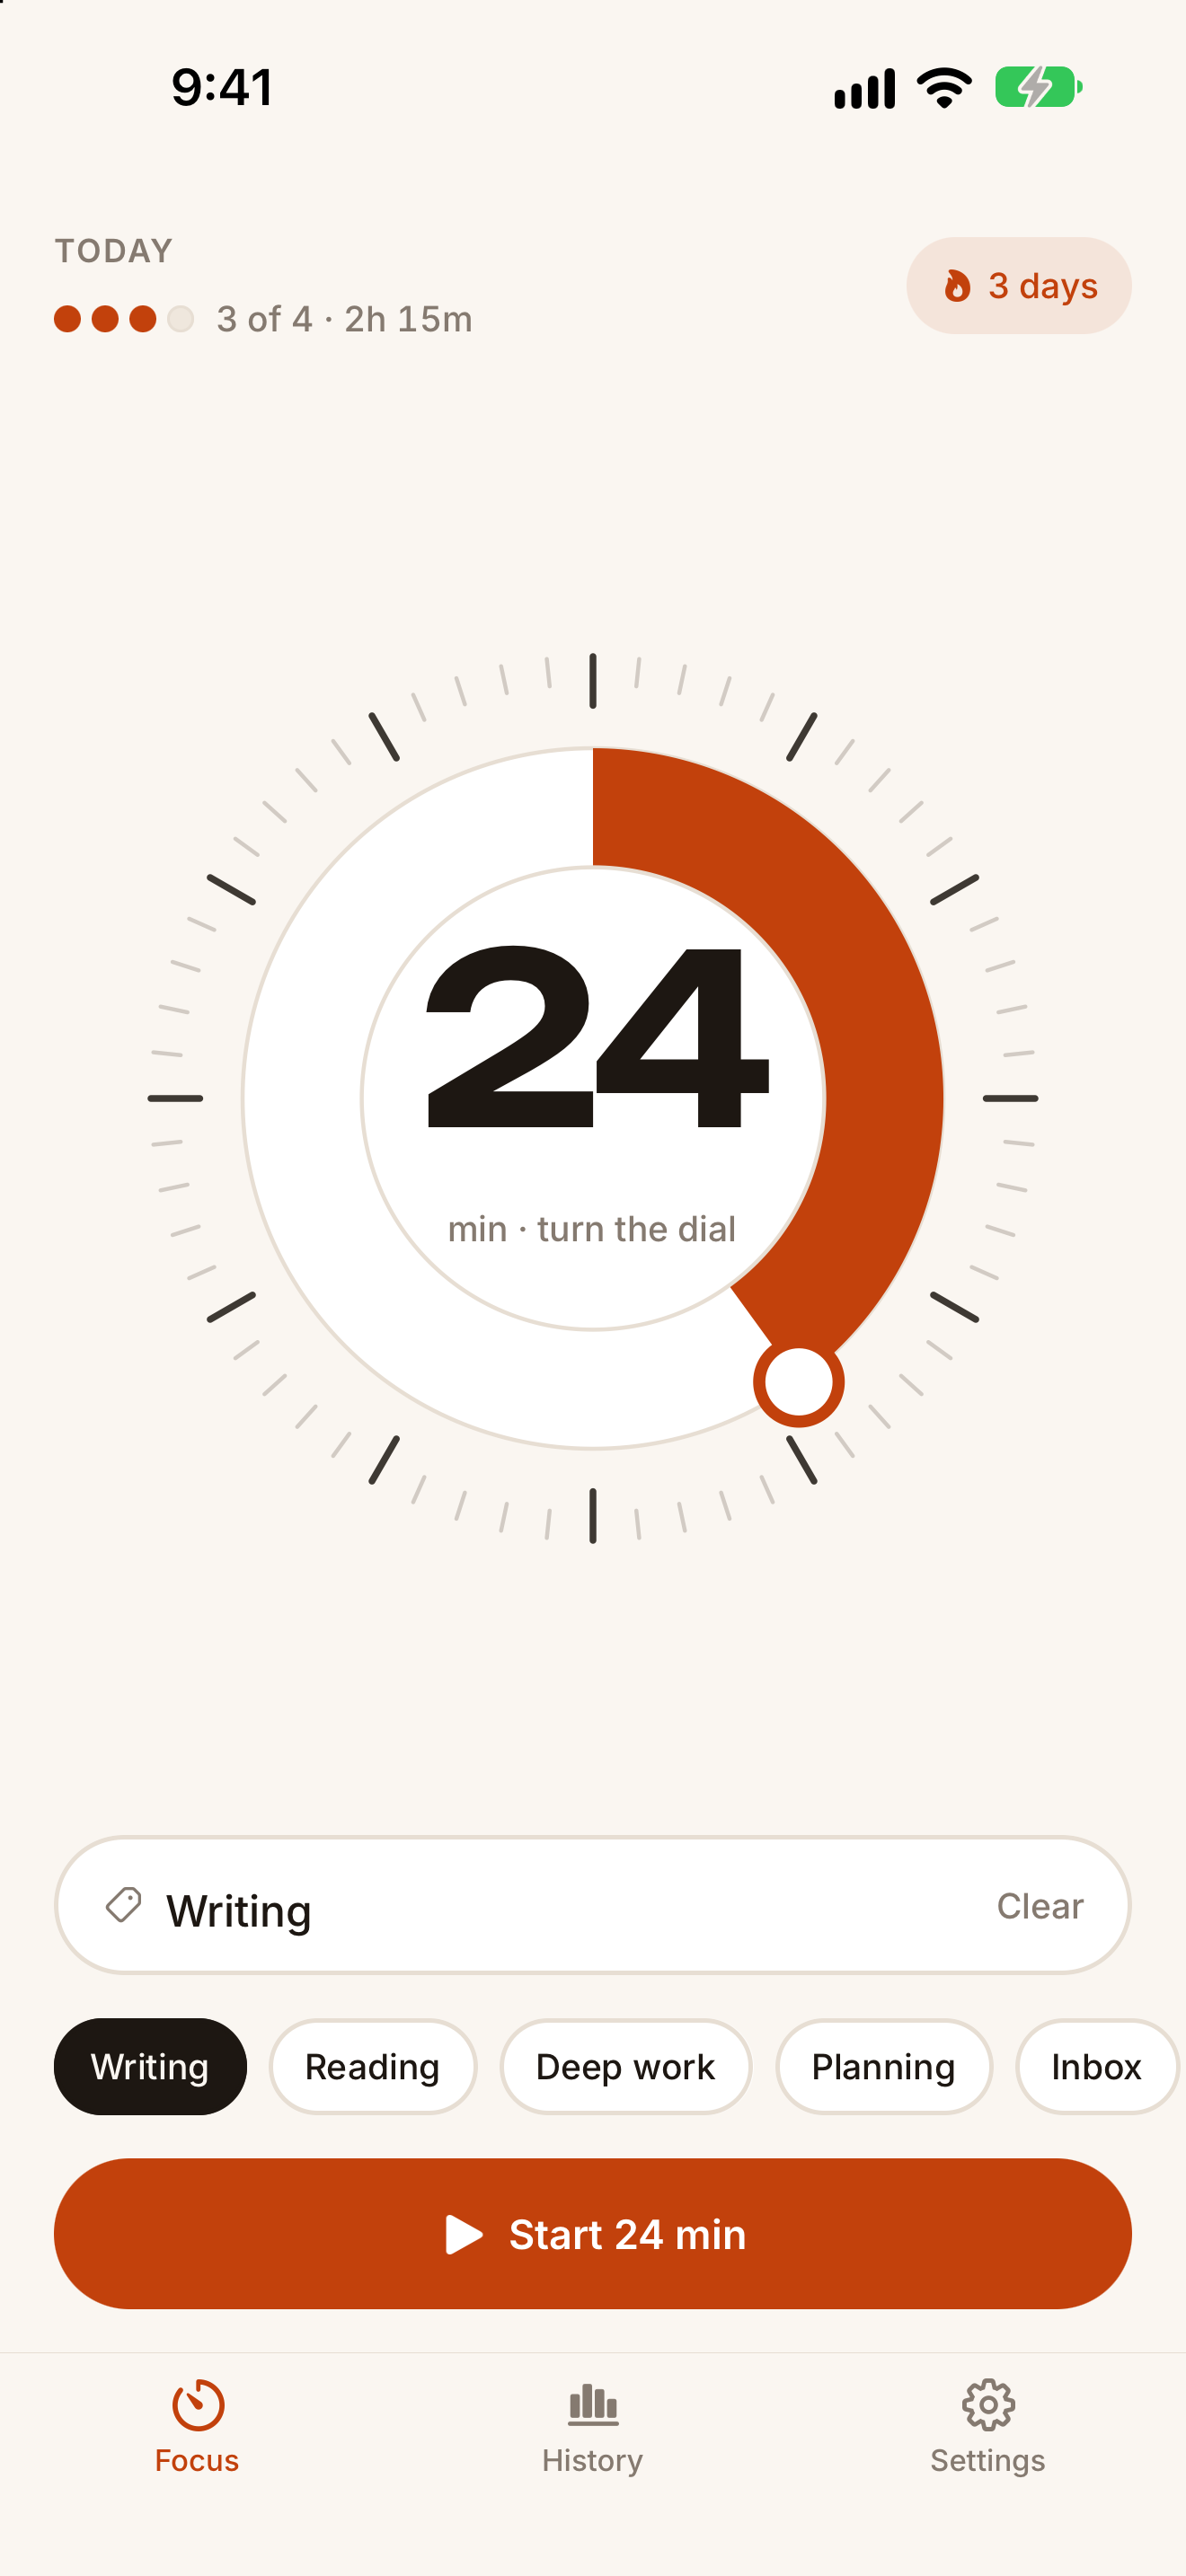 9:41
TODAY
3 of 4 · 2h 15m
3 days
24
min · turn the dial
Writing
Clear
Writing
Reading
Deep work
Planning
Inbox
Start 24 min
Focus
History
Settings